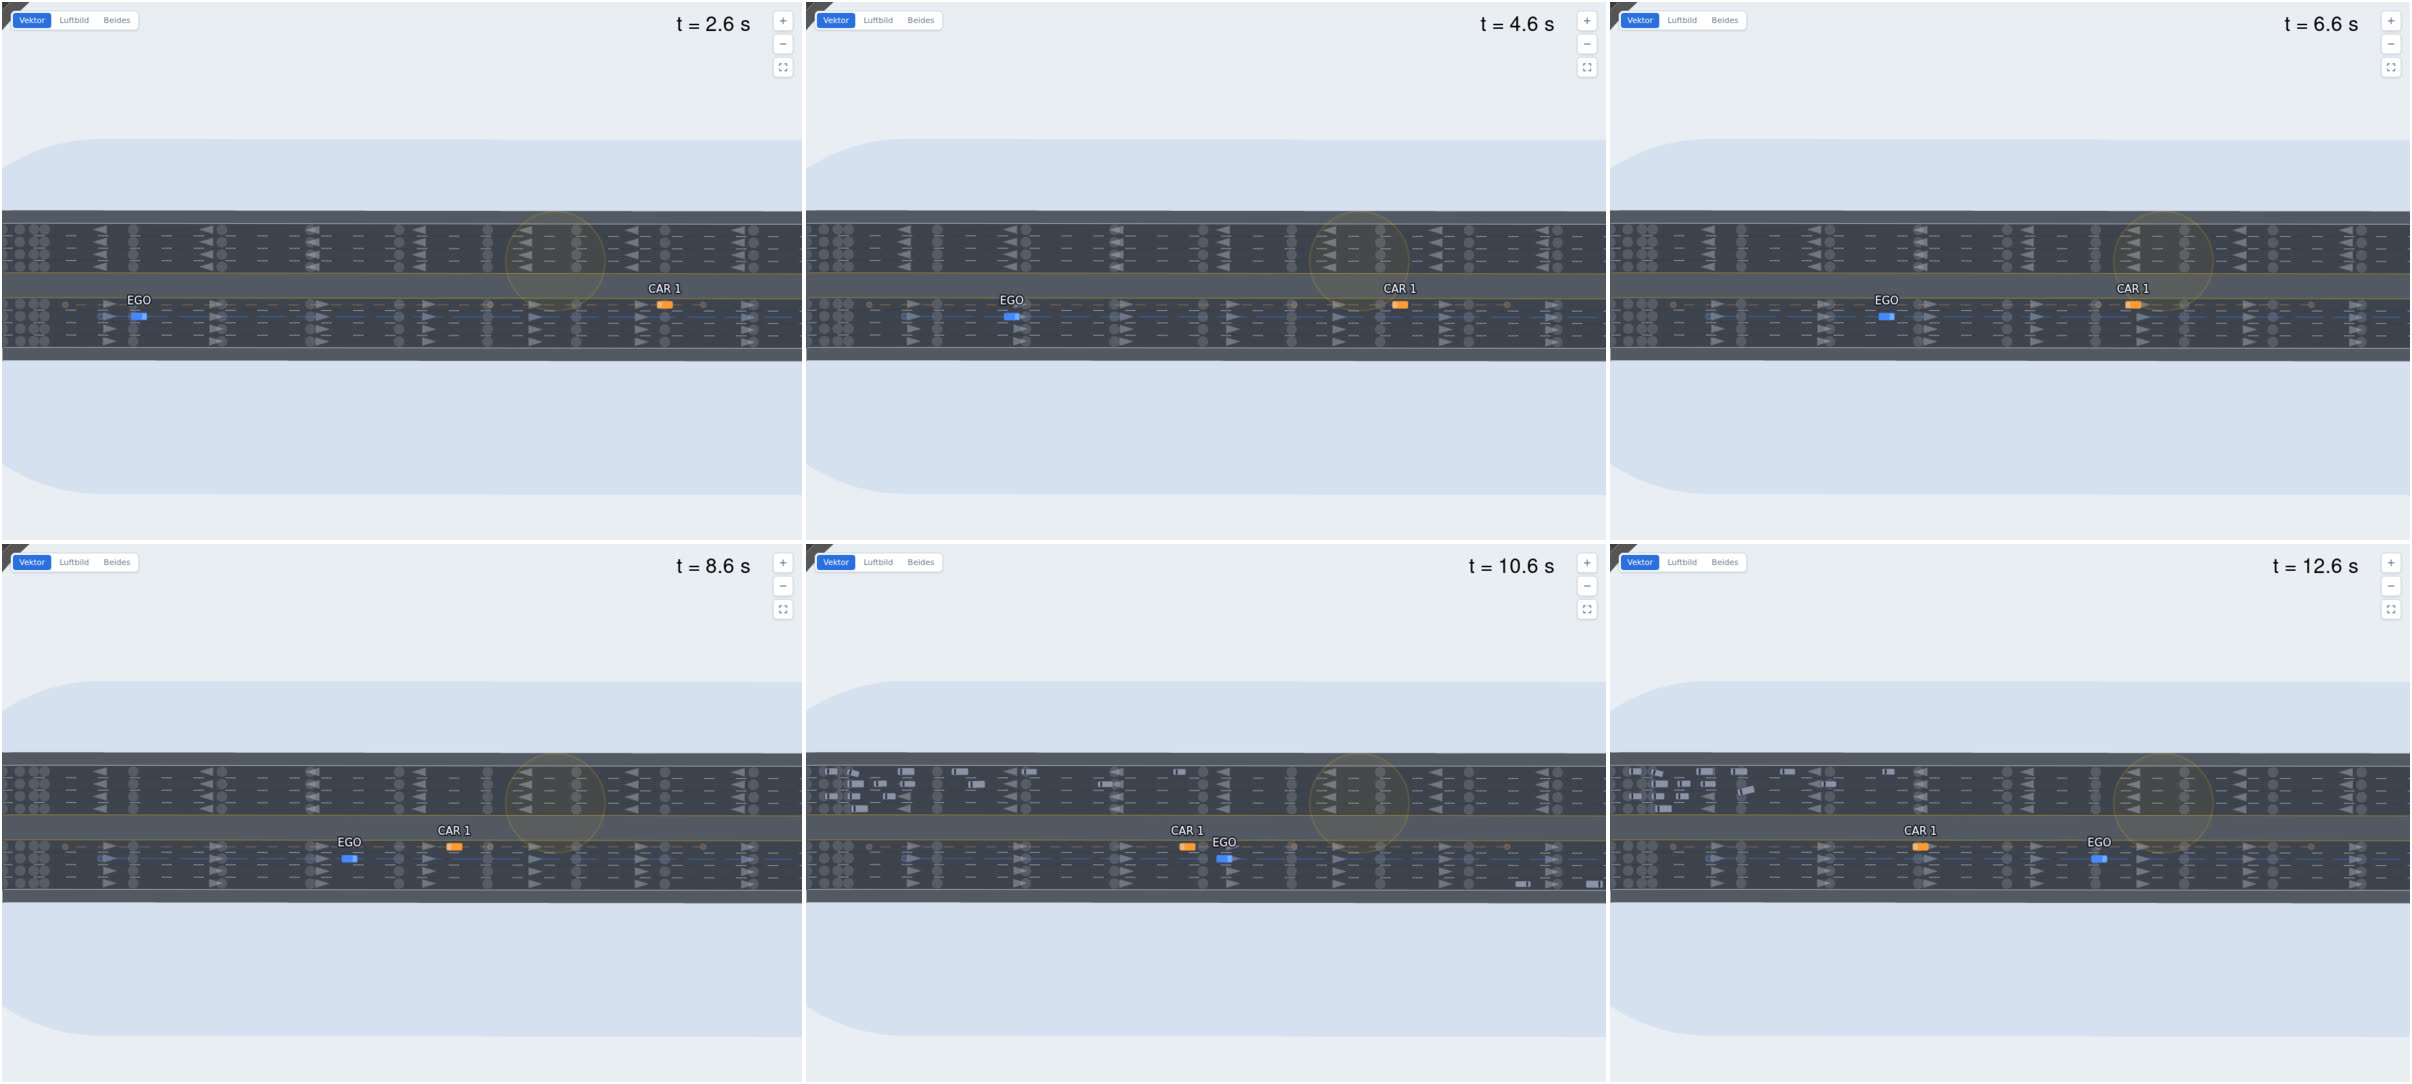 Vektor Luftbild Beides
t = 2.6 s
+
−
EGO
CAR 1
Vektor Luftbild Beides
t = 4.6 s
+
−
EGO
CAR 1
Vektor Luftbild Beides
t = 6.6 s
+
−
EGO
CAR 1
Vektor Luftbild Beides
t = 8.6 s
+
−
EGO
CAR 1
Vektor Luftbild Beides
t = 10.6 s
+
−
CAR 1
EGO
Vektor Luftbild Beides
t = 12.6 s
+
−
CAR 1
EGO